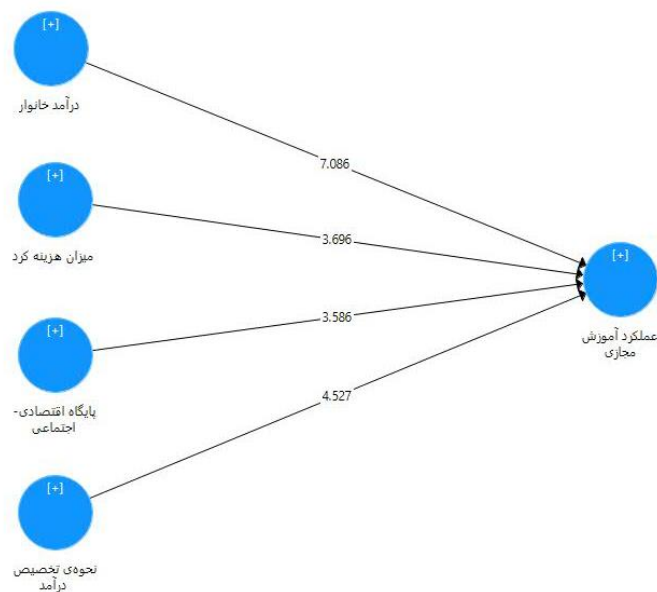 [+]
درآمد خانوار
7.086
[+]
میزان هزینه کرد
3.696
[+]
عملکرد آموزش
مجازی
[+]
پایگاه اقتصادی-
اجتماعی
3.586
4.527
[+]
نحوه‌ی تخصیص
درآمد